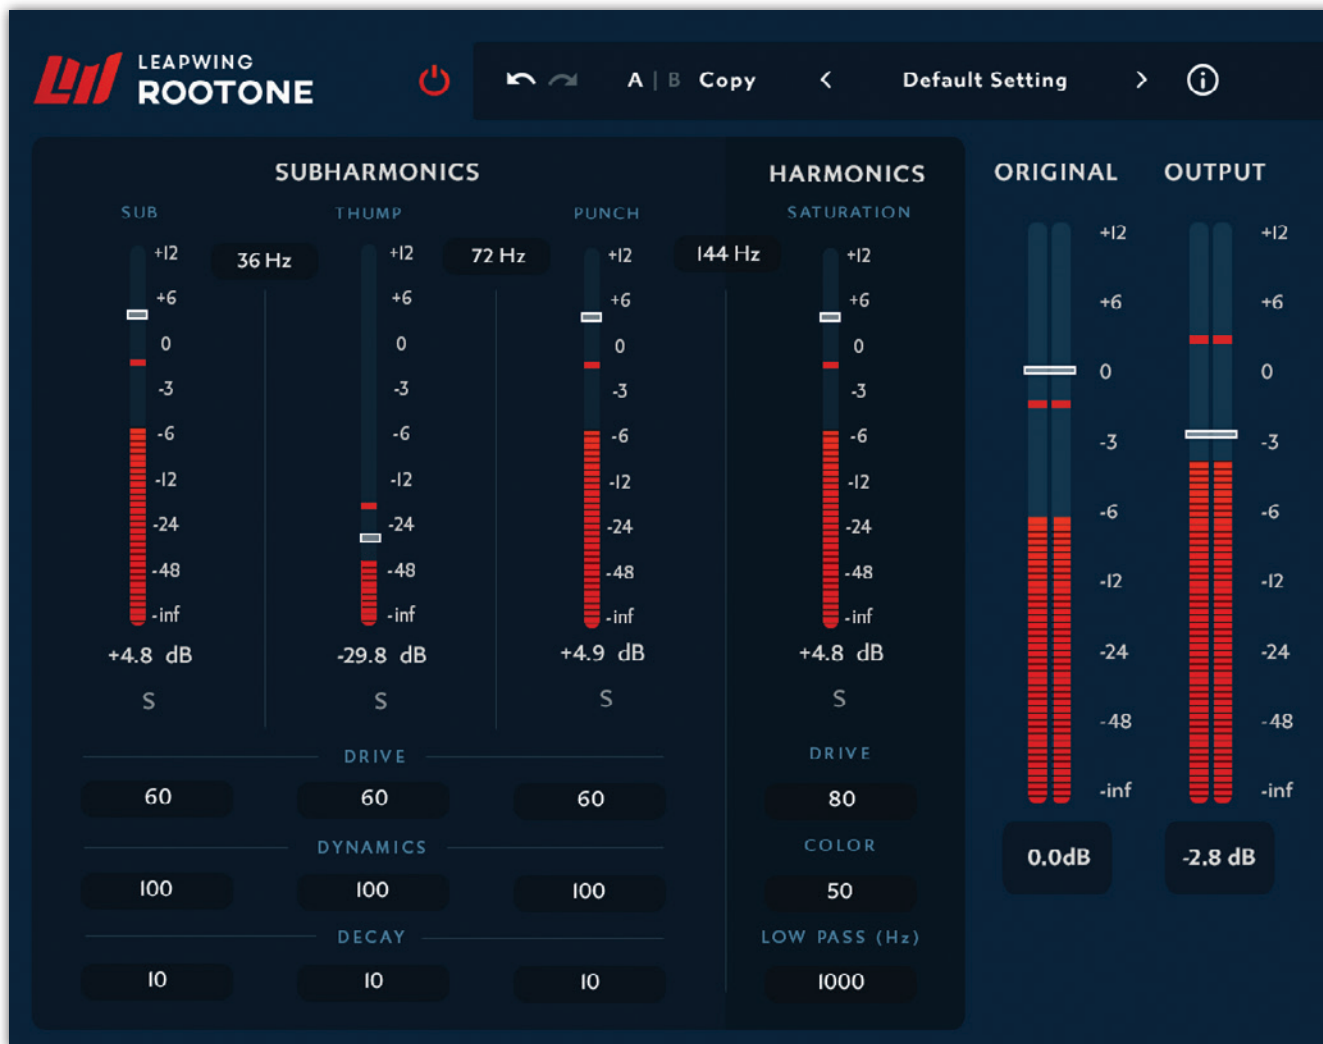 LEAPWING
ROOTONE
A | B Copy < Default Setting > i
SUBHARMONICS HARMONICS ORIGINAL OUTPUT
SUB THUMP PUNCH SATURATION
36 Hz 72 Hz 144 Hz
+12 +12 +12 +12 +12 +12
+6 +6 +6 +6 +6 +6
0 0 0 0 0 0
-3 -3 -3 -3 -3 -3
-6 -6 -6 -6 -6 -6
-12 -12 -12 -12 -12 -12
-24 -24 -24 -24 -24 -24
-48 -48 -48 -48 -48 -48
-inf -inf -inf -inf -inf -inf
+4.8 dB -29.8 dB +4.9 dB +4.8 dB
S S S S
DRIVE DRIVE
60 60 60 80
0.0dB -2.8 dB
DYNAMICS COLOR
100 100 100 50
DECAY LOW PASS (Hz)
10 10 10 1000